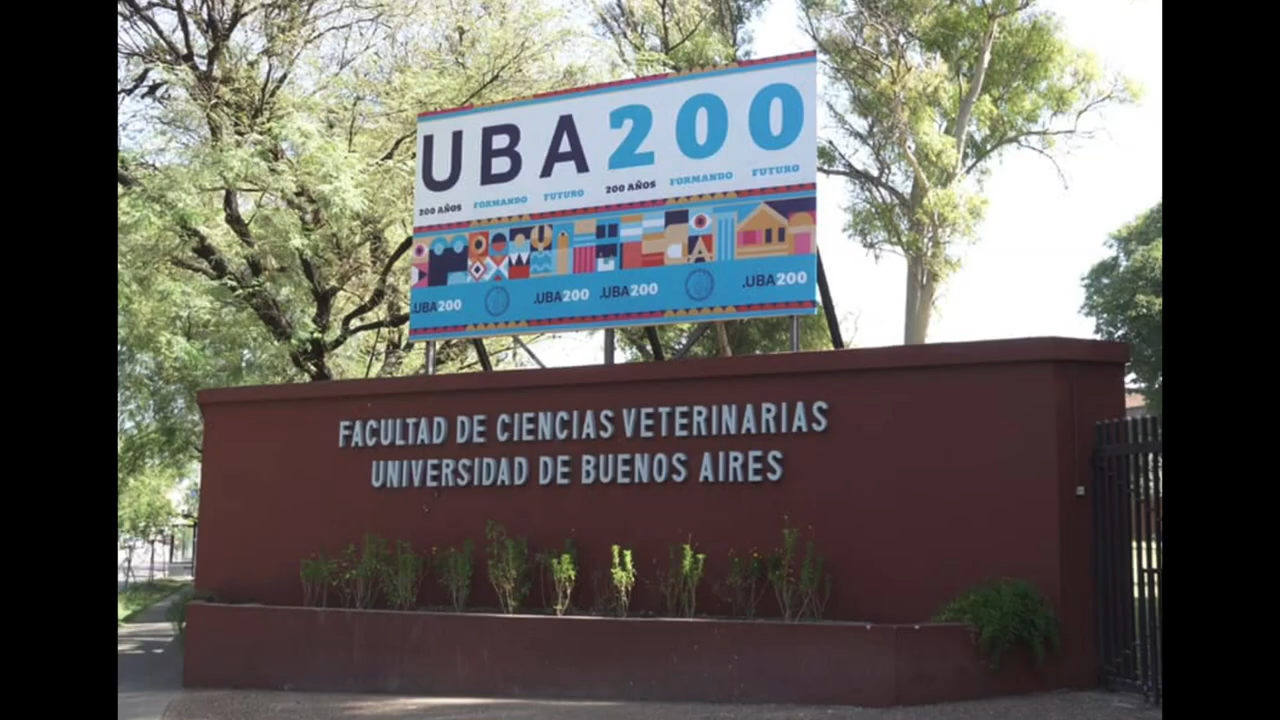 UBA200
200 AÑOS FORMANDO FUTURO 200 AÑOS FORMANDO FUTURO
.UBA200 .UBA200 .UBA200 .UBA200
FACULTAD DE CIENCIAS VETERINARIAS
UNIVERSIDAD DE BUENOS AIRES